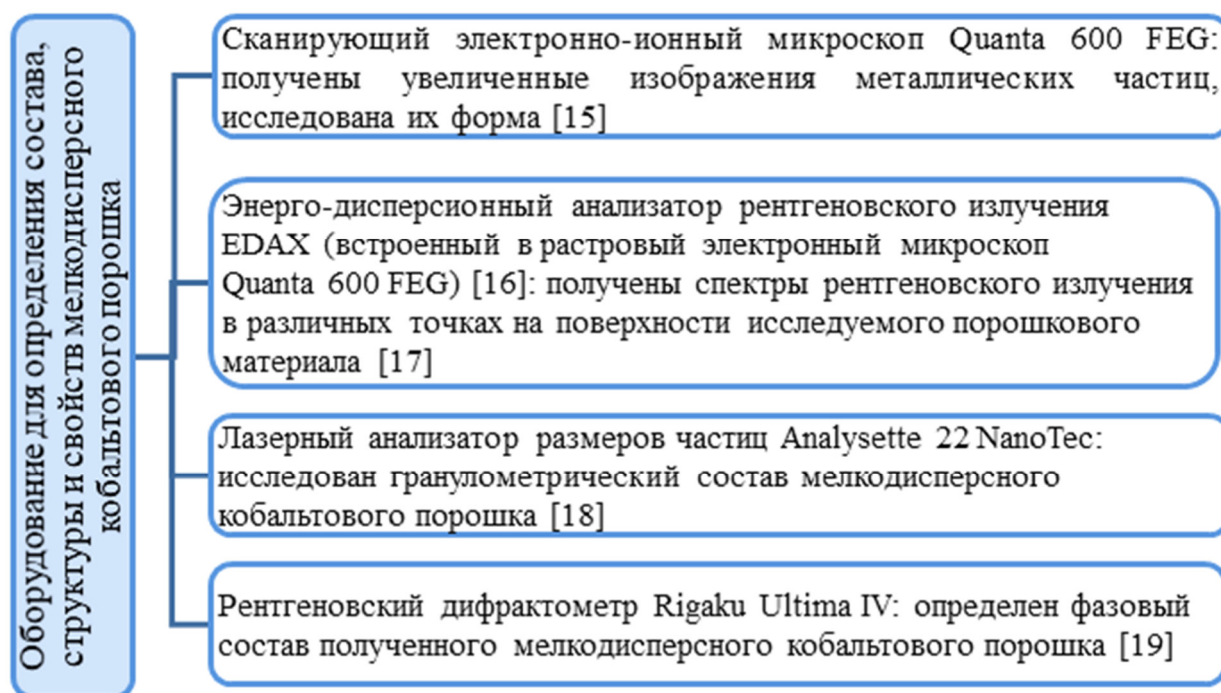 Оборудование для определения состава,
структуры и свойств мелкодисперсного
кобальтового порошка
Сканирующий электронно-ионный микроскоп Quanta 600 FEG:
получены увеличенные изображения металлических частиц,
исследована их форма [15]
Энерго-дисперсионный анализатор рентгеновского излучения
EDAX (встроенный в растровый электронный микроскоп
Quanta 600 FEG) [16]: получены спектры рентгеновского излучения
в различных точках на поверхности исследуемого порошкового
материала [17]
Лазерный анализатор размеров частиц Analysette 22 NanoTec:
исследован гранулометрический состав мелкодисперсного
кобальтового порошка [18]
Рентгеновский дифрактометр Rigaku Ultima IV: определен фазовый
состав полученного мелкодисперсного кобальтового порошка [19]